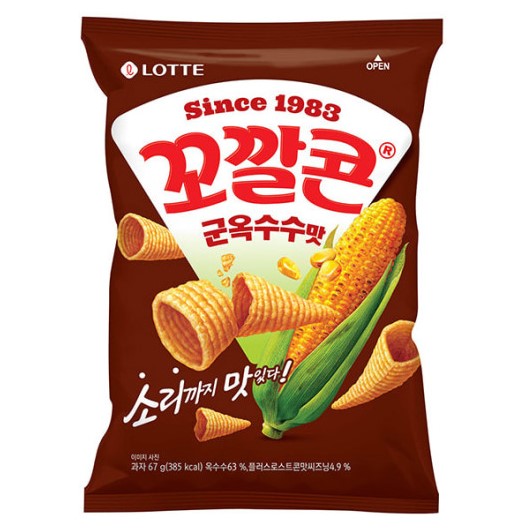 LOTTE
OPEN
Since 1983
꼬깔콘®
군옥수수맛
소리까지 맛있다!
이미지 사진
과자 67 g(385 kcal) 옥수수63 %,플러스로스트콘맛씨즈닝4.9 %